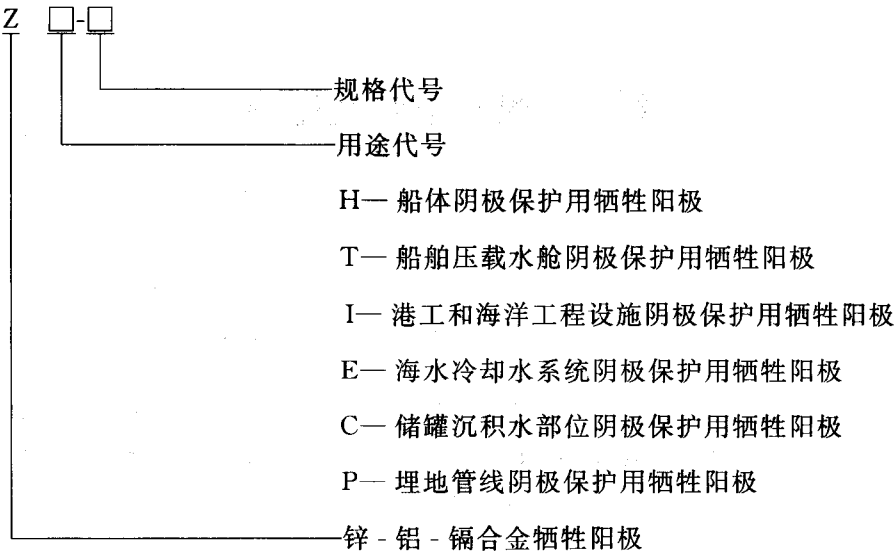 Z □-□
规格代号
用途代号
H— 船体阴极保护用牺牲阳极
T— 船舶压载水舱阴极保护用牺牲阳极
I— 港工和海洋工程设施阴极保护用牺牲阳极
E— 海水冷却水系统阴极保护用牺牲阳极
C— 储罐沉积水部位阴极保护用牺牲阳极
P— 埋地管线阴极保护用牺牲阳极
锌 - 铝 - 镉合金牺牲阳极